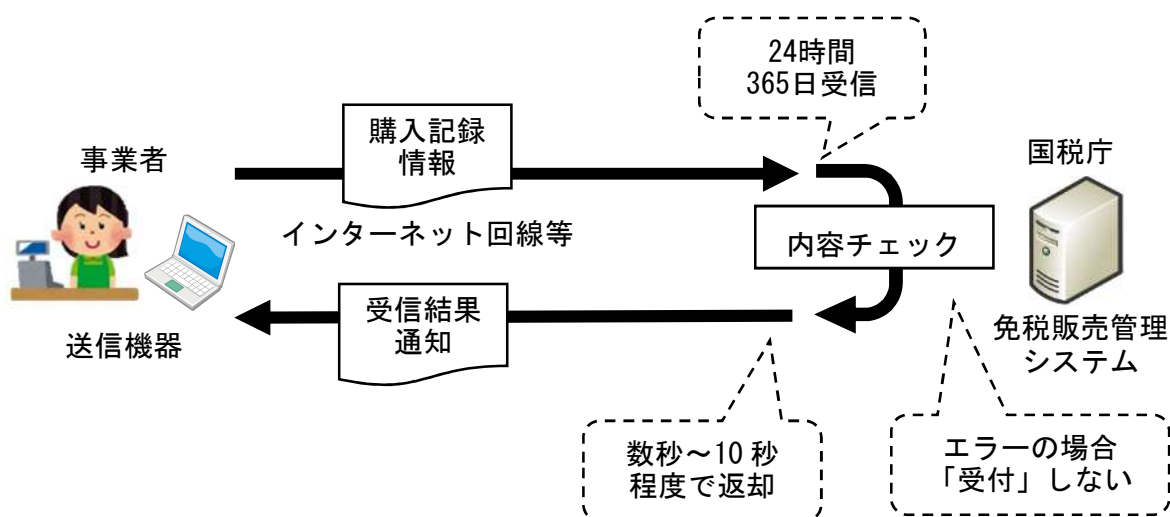 24時間
365日受信
購入記録
情報
事業者
国税庁
インターネット回線等
内容チェック
受信結果
通知
送信機器
免税販売管理
システム
数秒～10秒
程度で返却
エラーの場合
「受付」しない